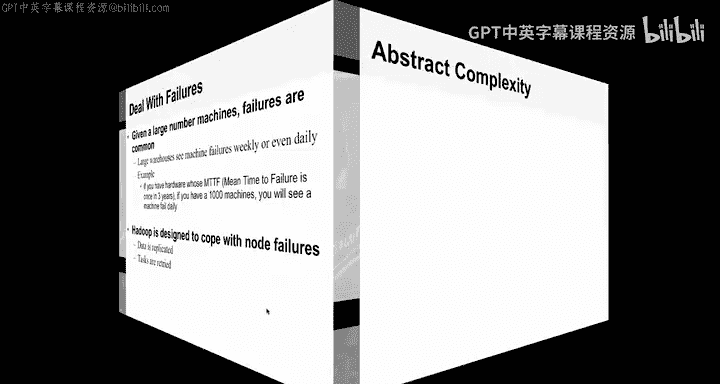 GPT中英字幕课程资源@bilibili.com
GPT中英字幕课程资源 bilibili
Deal With Failures
• Given a large number machines, failures are
common
– Large warehouses see machine failures weekly or even daily
– Example
• If you have hardware whose MTTF (Mean Time to Failure is
once in 3 years), if you have a 1000 machines, you will see a
machine fail daily
• Hadoop is designed to cope with node failures
– Data is replicated
– Tasks are retried
Abstract Complexity